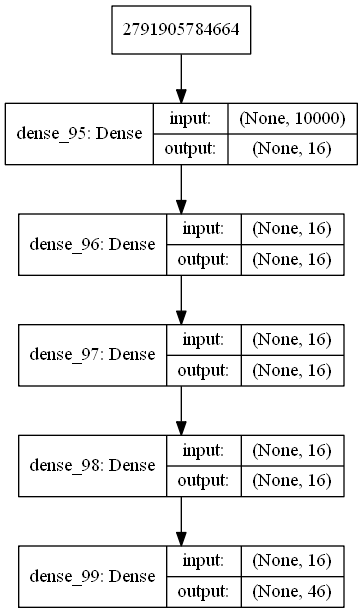 2791905784664
dense_95: Dense
input: (None, 10000)
output: (None, 16)
dense_96: Dense
input: (None, 16)
output: (None, 16)
dense_97: Dense
input: (None, 16)
output: (None, 16)
dense_98: Dense
input: (None, 16)
output: (None, 16)
dense_99: Dense
input: (None, 16)
output: (None, 46)